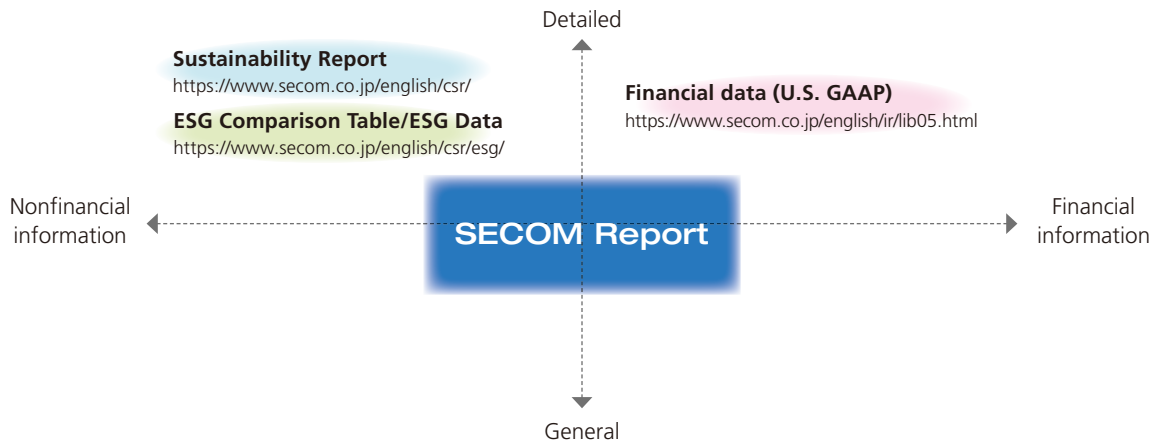 Detailed
Sustainability Report
https://www.secom.co.jp/english/csr/
ESG Comparison Table/ESG Data
https://www.secom.co.jp/english/csr/esg/
Financial data (U.S. GAAP)
https://www.secom.co.jp/english/ir/lib05.html
Nonfinancial
information
SECOM Report
Financial
information
General